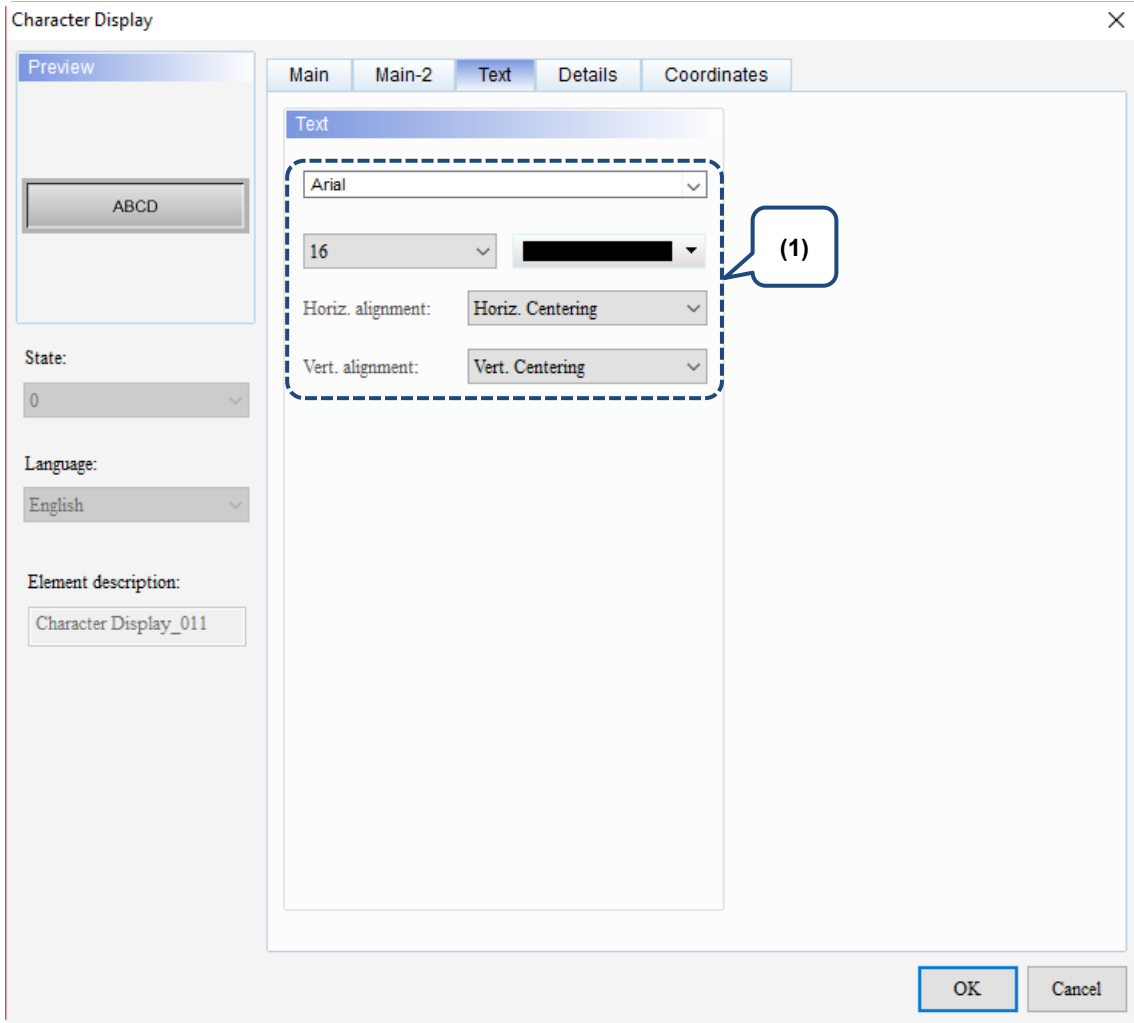 Character Display
Preview
ABCD
State:
0
Language:
English
Element description:
Character Display_011
Main Main-2 Text Details Coordinates
Text
Arial
16
Horiz. alignment: Horiz. Centering
Vert. alignment: Vert. Centering
(1)
OK Cancel